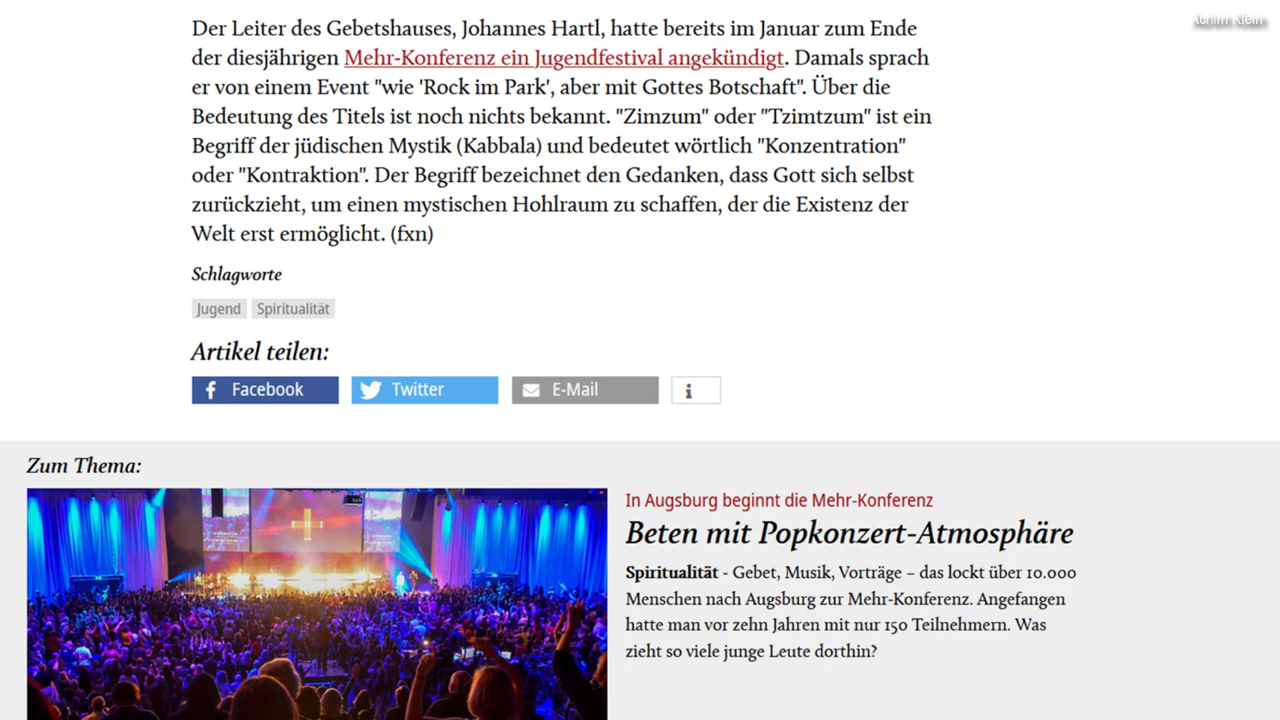 Achim Klein
Der Leiter des Gebetshauses, Johannes Hartl, hatte bereits im Januar zum Ende
der diesjährigen Mehr-Konferenz ein Jugendfestival angekündigt. Damals sprach
er von einem Event "wie 'Rock im Park', aber mit Gottes Botschaft". Über die
Bedeutung des Titels ist noch nichts bekannt. "Zimzum" oder "Tzimtzum" ist ein
Begriff der jüdischen Mystik (Kabbala) und bedeutet wörtlich "Konzentration"
oder "Kontraktion". Der Begriff bezeichnet den Gedanken, dass Gott sich selbst
zurückzieht, um einen mystischen Hohlraum zu schaffen, der die Existenz der
Welt erst ermöglicht. (fxn)
Schlagworte
Jugend Spiritualität
Artikel teilen:
Facebook Twitter E-Mail i
Zum Thema:
In Augsburg beginnt die Mehr-Konferenz
Beten mit Popkonzert-Atmosphäre
Spiritualität - Gebet, Musik, Vorträge – das lockt über 10.000
Menschen nach Augsburg zur Mehr-Konferenz. Angefangen
hatte man vor zehn Jahren mit nur 150 Teilnehmern. Was
zieht so viele junge Leute dorthin?